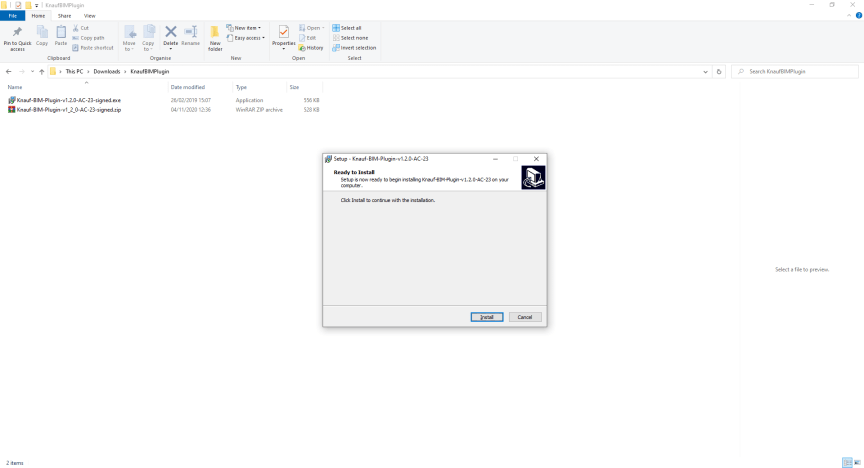 KnaufBIMPlugin
File Home Share View
Pin to Quick access
Copy
Paste
Cut
Copy path
Paste shortcut
Clipboard
Move to
Copy to
Delete
Rename
Organise
New folder
New item
Easy access
New
Properties
Open
Edit
History
Open
Select all
Select none
Invert selection
Select
This PC > Downloads > KnaufBIMPlugin
Search KnaufBIMPlugin
Name Date modified Type Size
Knauf-BIM-Plugin-v1.2.0-AC-23-signed.exe 26/02/2019 15:07 Application 556 KB
Knauf-BIM-Plugin-v1_2_0-AC-23-signed.zip 04/11/2020 12:36 WinRAR ZIP archive 528 KB
Setup - Knauf-BIM-Plugin-v1.2.0-AC-23
Ready to Install
Setup is now ready to begin installing Knauf-BIM-Plugin-v1.2.0-AC-23 on your
computer.
Click Install to continue with the installation.
Install Cancel
Select a file to preview.
2 items